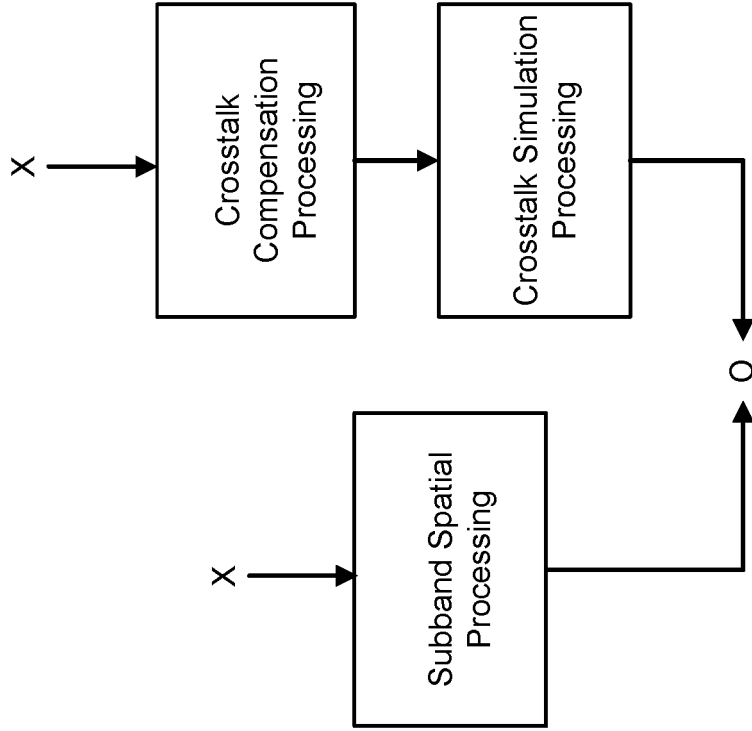 X
Crosstalk
Compensation
Processing
Crosstalk Simulation
Processing
X
Subband Spatial
Processing
O